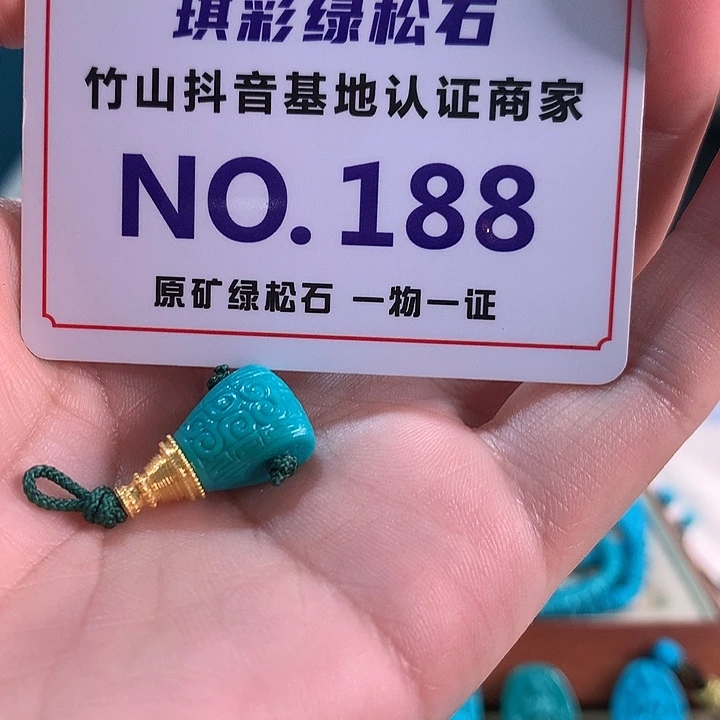 琪彩绿松石
竹山抖音基地认证商家
NO.188
原矿绿松石 一物一证